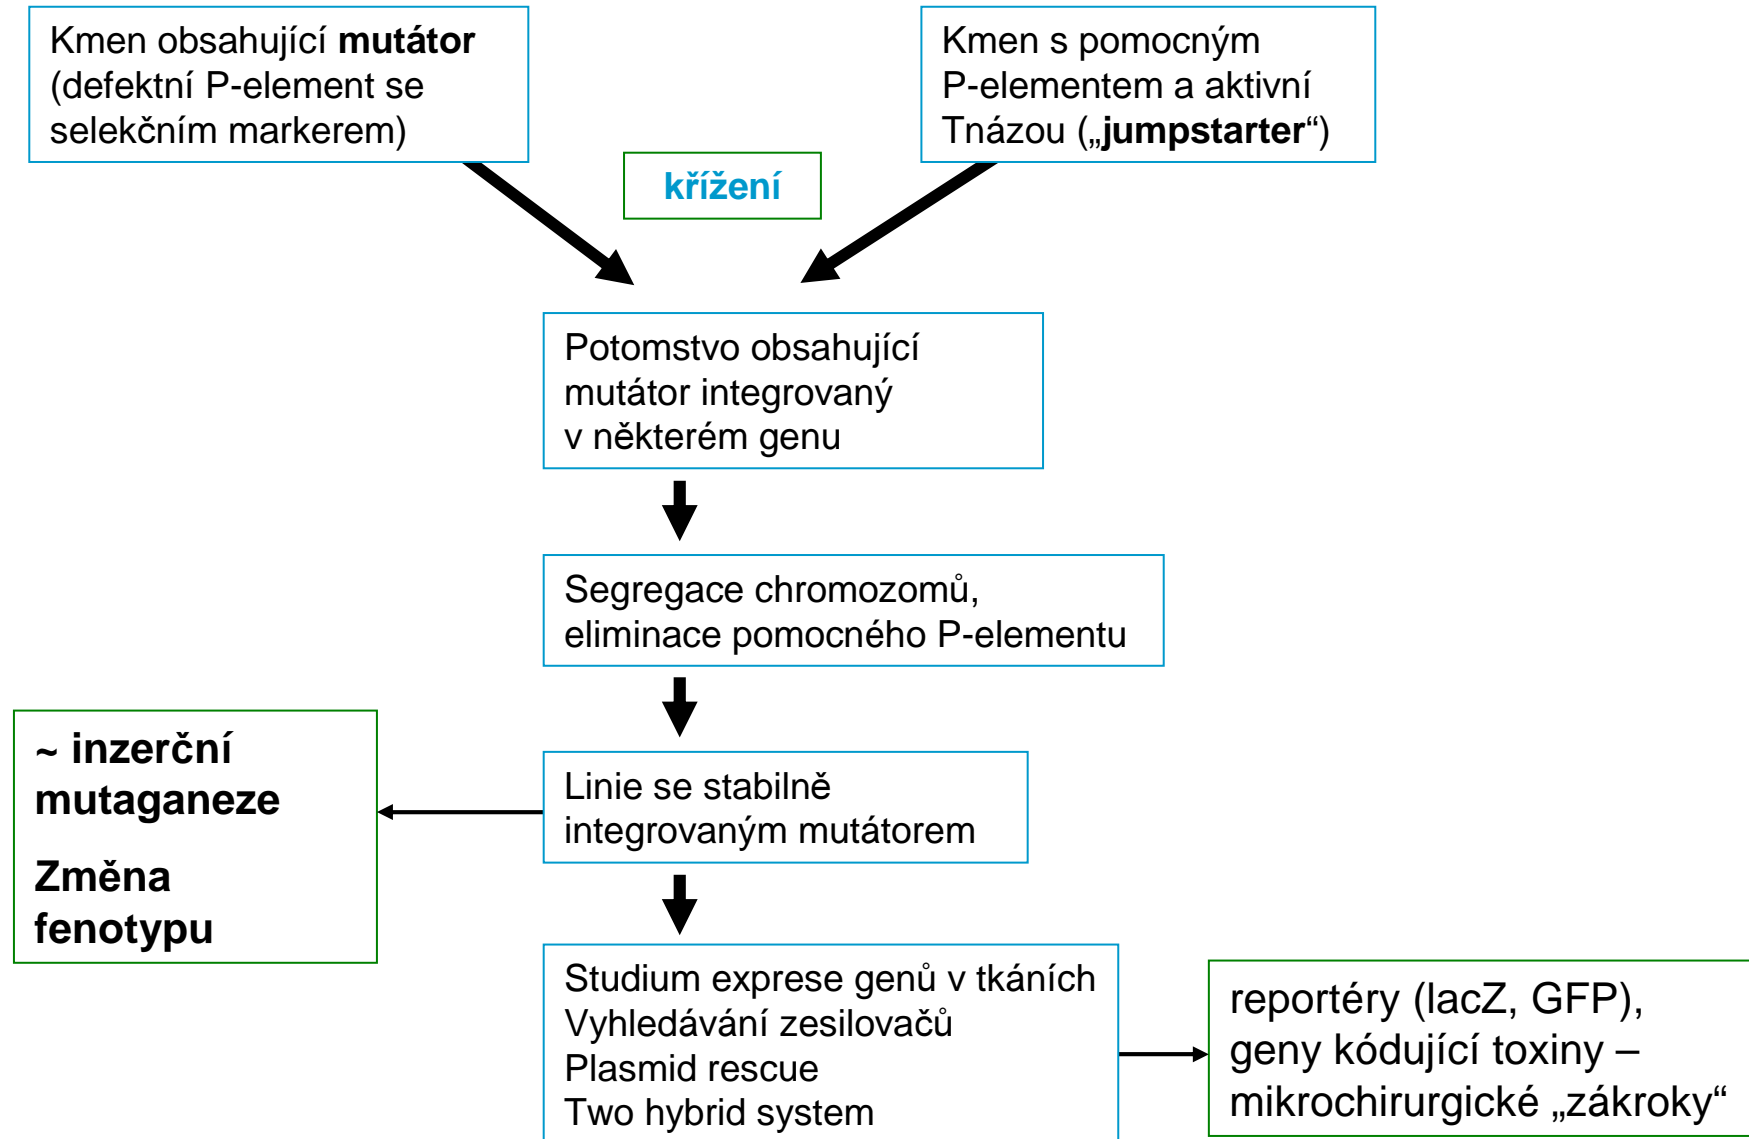 Kmen obsahující mutátor
(defektní P-element se
selekčním markerem)
Kmen s pomocným
P-elementem a aktivní
Tnázou („jumpstarter“)
křížení
Potomstvo obsahující
mutátor integrovaný
v některém genu
Segregace chromozomů,
eliminace pomocného P-elementu
~ inzerční
mutaganeze
Změna
fenotypu
Linie se stabilně
integrovaným mutátorem
Studium exprese genů v tkáních
Vyhledávání zesilovačů
Plasmid rescue
Two hybrid system
reportéry (lacZ, GFP),
geny kódující toxiny –
mikrochirurgické „zákroky“